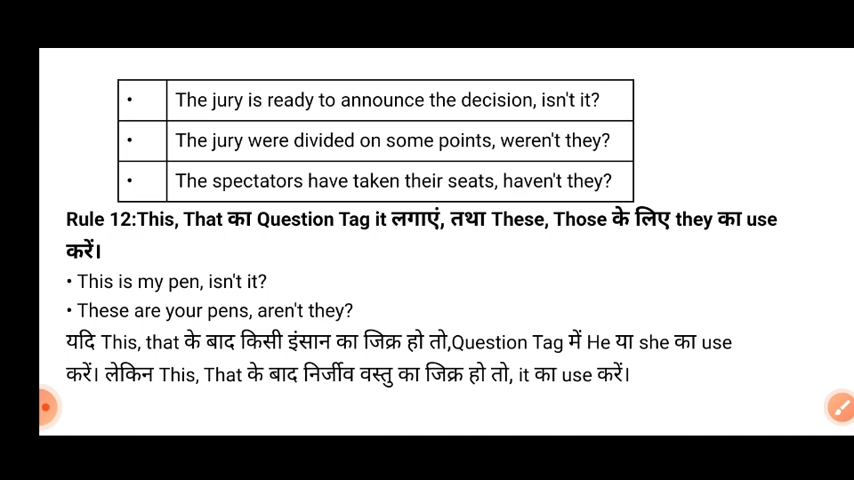 • The jury is ready to announce the decision, isn't it?
• The jury were divided on some points, weren't they?
• The spectators have taken their seats, haven't they?
Rule 12:This, That का Question Tag it लगाएं, तथा These, Those के लिए they का use
करें।
• This is my pen, isn't it?
• These are your pens, aren't they?
यदि This, that के बाद किसी इंसान का जिक्र हो तो,Question Tag में He या she का use
करें। लेकिन This, That के बाद निर्जीव वस्तु का जिक्र हो तो, it का use करें।